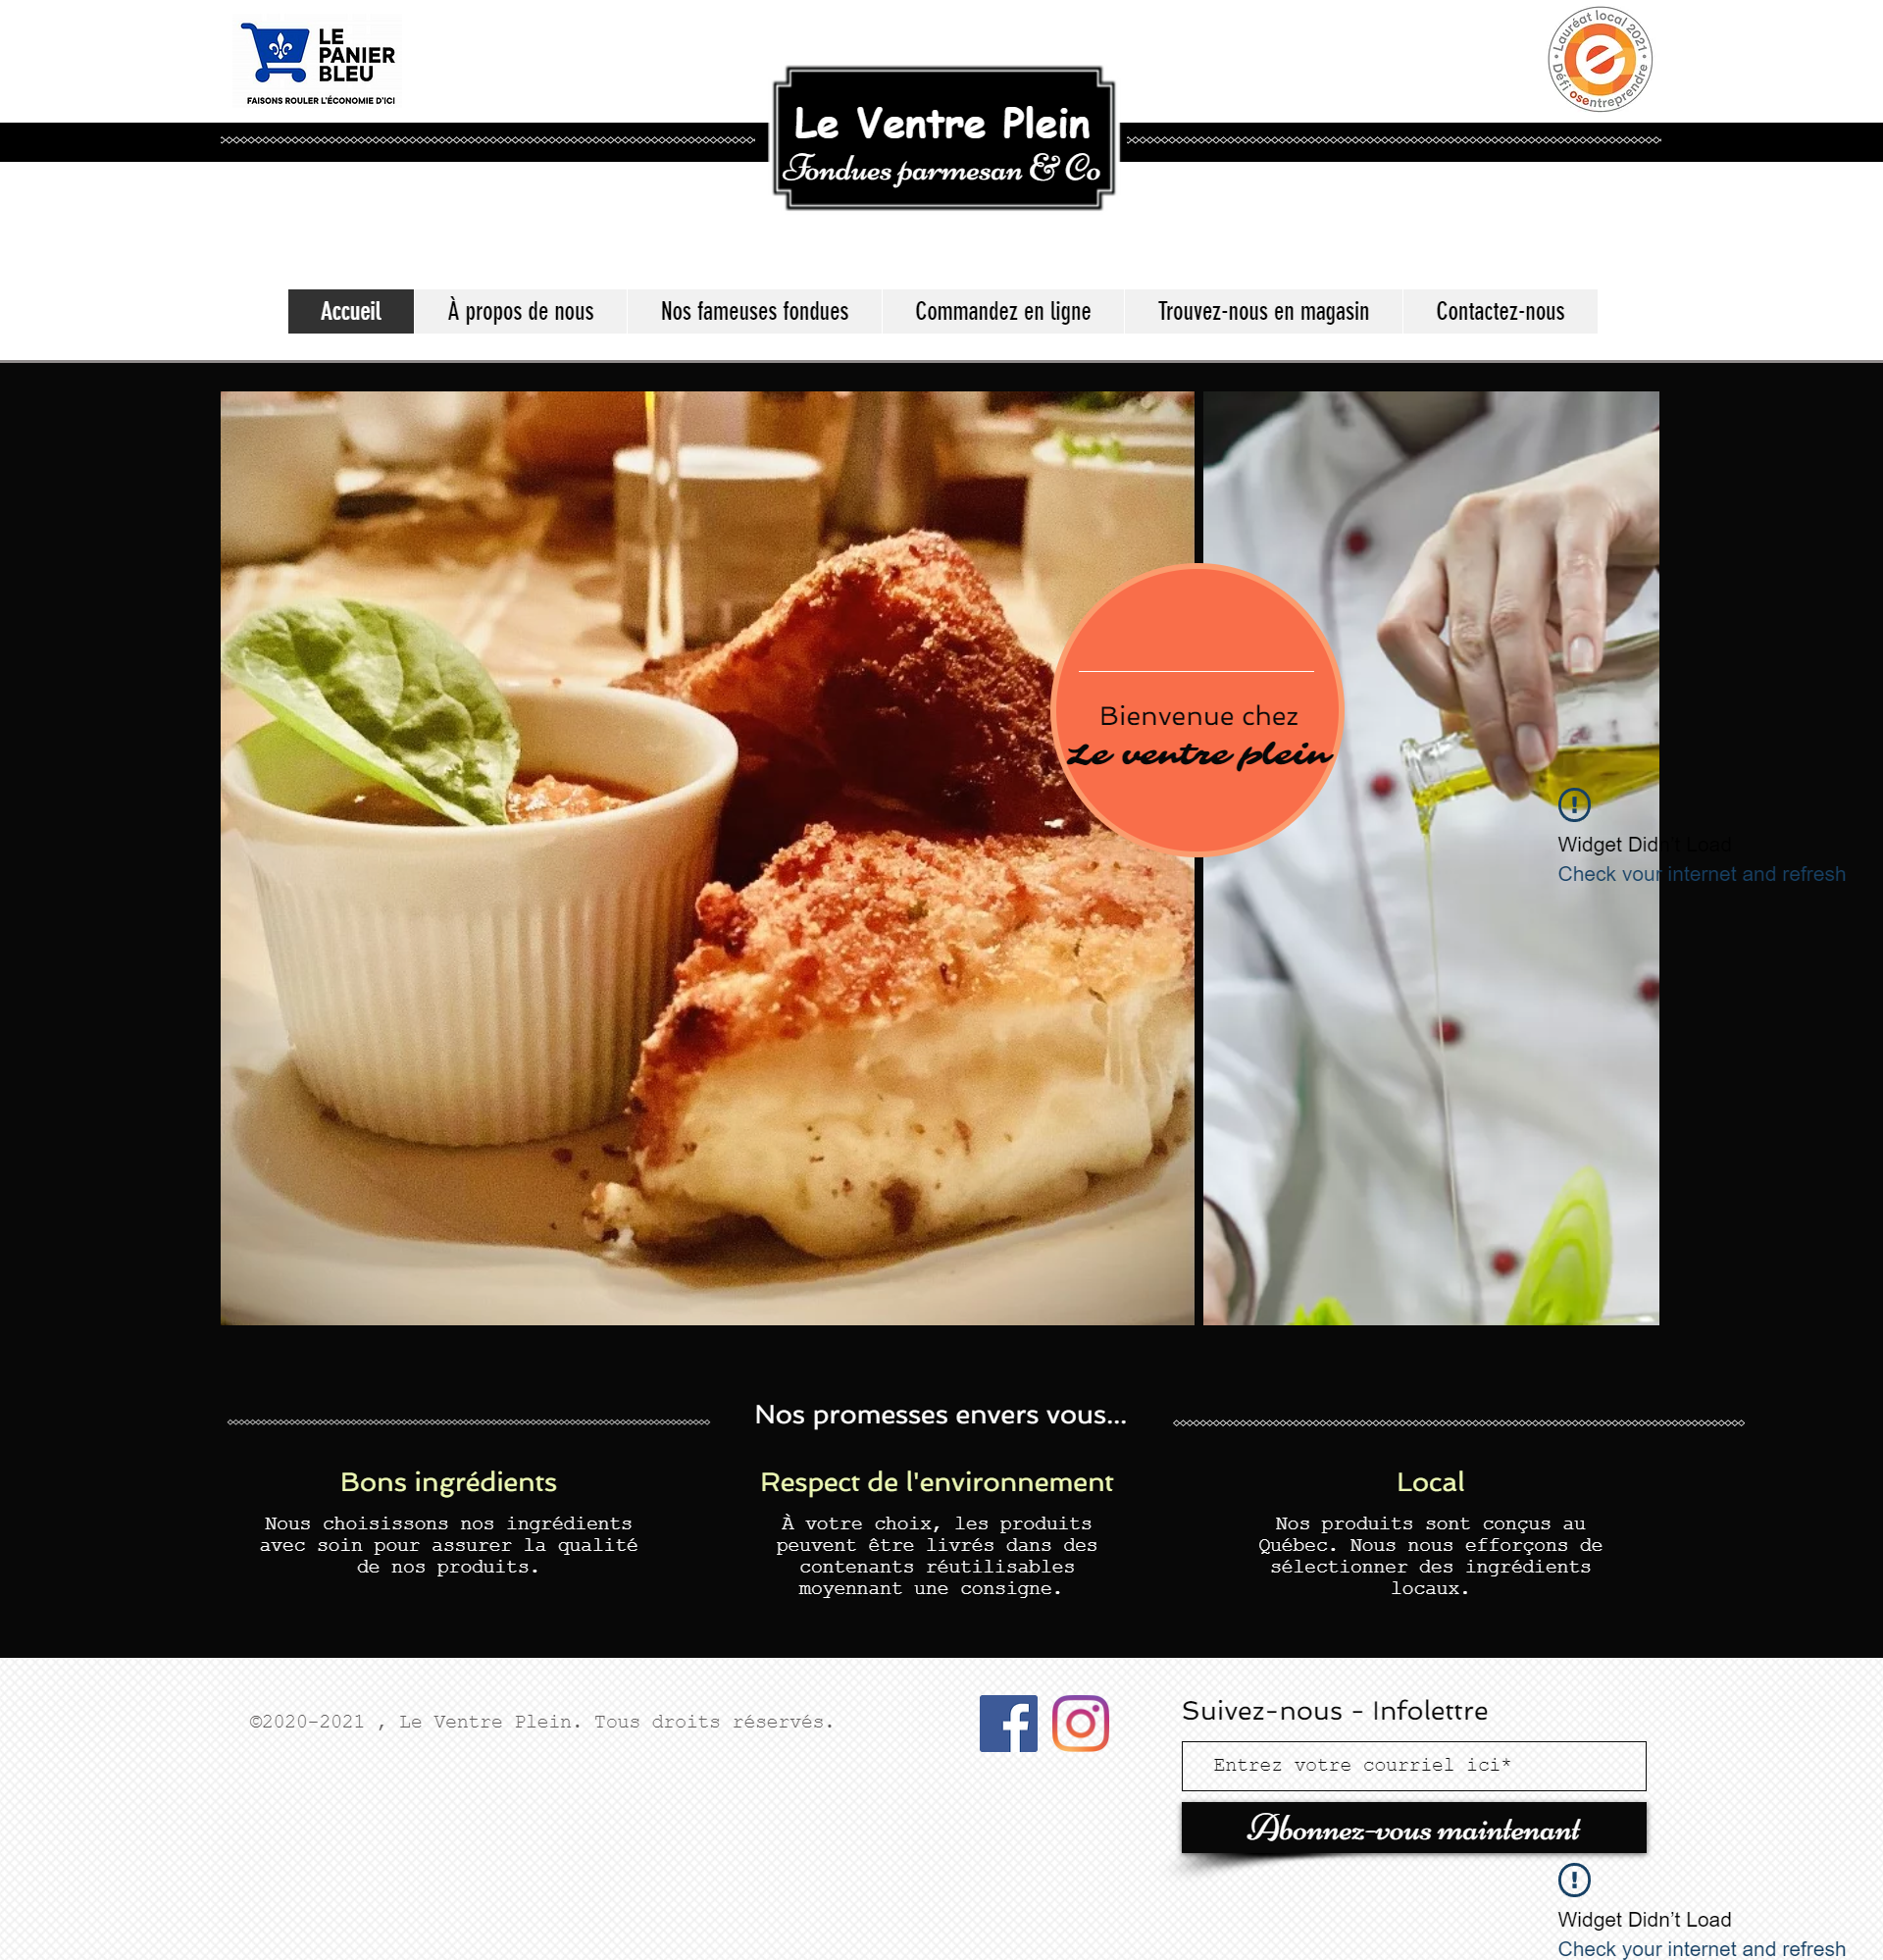 LE
PANIER
BLEU
FAISONS ROULER L'ÉCONOMIE D'ICI
• Lauréat local 2021 •
Défi osentreprendre
Le Ventre Plein
Fondues parmesan & Co
Accueil
À propos de nous
Nos fameuses fondues
Commandez en ligne
Trouvez-nous en magasin
Contactez-nous
Bienvenue chez
Le ventre plein
Widget Didn't Load
Check your internet and refresh
Nos promesses envers vous...
Bons ingrédients
Nous choisissons nos ingrédients
avec soin pour assurer la qualité
de nos produits.
Respect de l'environnement
À votre choix, les produits
peuvent être livrés dans des
contenants réutilisables
moyennant une consigne.
Local
Nos produits sont conçus au
Québec. Nous nous efforçons de
sélectionner des ingrédients
locaux.
©2020-2021 , Le Ventre Plein. Tous droits réservés.
Suivez-nous - Infolettre
Entrez votre courriel ici*
Abonnez-vous maintenant
Widget Didn’t Load
Check your internet and refresh